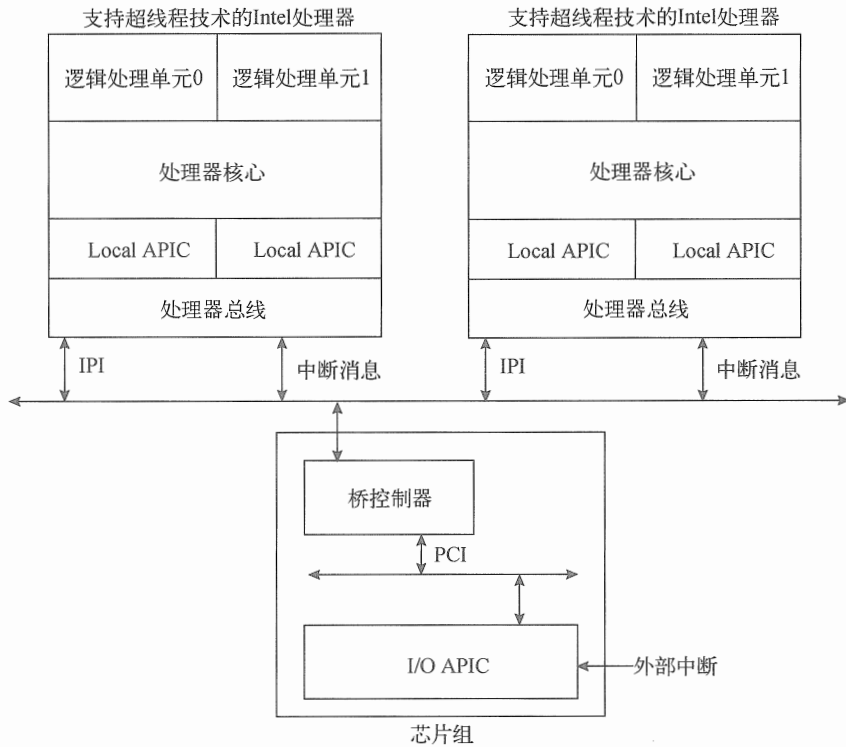 支持超线程技术的Intel处理器
支持超线程技术的Intel处理器
逻辑处理单元0
逻辑处理单元1
逻辑处理单元0
逻辑处理单元1
处理器核心
处理器核心
Local APIC
Local APIC
Local APIC
Local APIC
处理器总线
处理器总线
IPI
中断消息
IPI
中断消息
桥控制器
PCI
I/O APIC
外部中断
芯片组